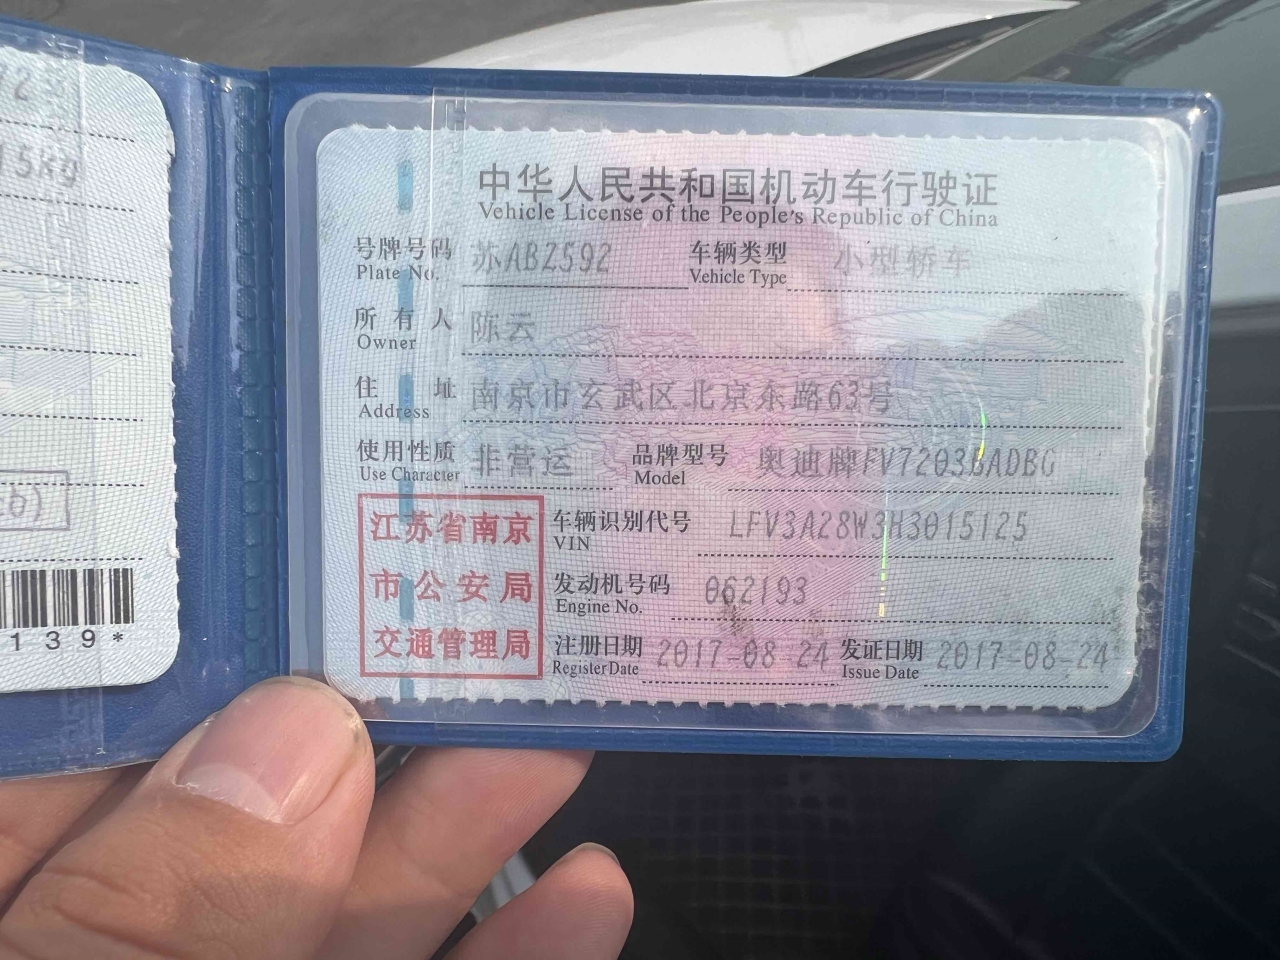 72
15kg
cb)
139*
中华人民共和国机动车行驶证
Vehicle License of the People's Republic of China
号牌号码 苏ABZ592 车辆类型 小型轿车
Plate No. Vehicle Type
所有人 陈云
Owner
住址 南京市玄武区北京东路63号
Address
使用性质 非营运 品牌型号 奥迪牌FV7203BADBG
Use Character Model
江苏省南京 车辆识别代号 LFV3A28W3H3015125
VIN
市公安局 发动机号码 062193
Engine No.
交通管理局 注册日期 2017-08-24 发证日期 2017-08-24
Register Date Issue Date